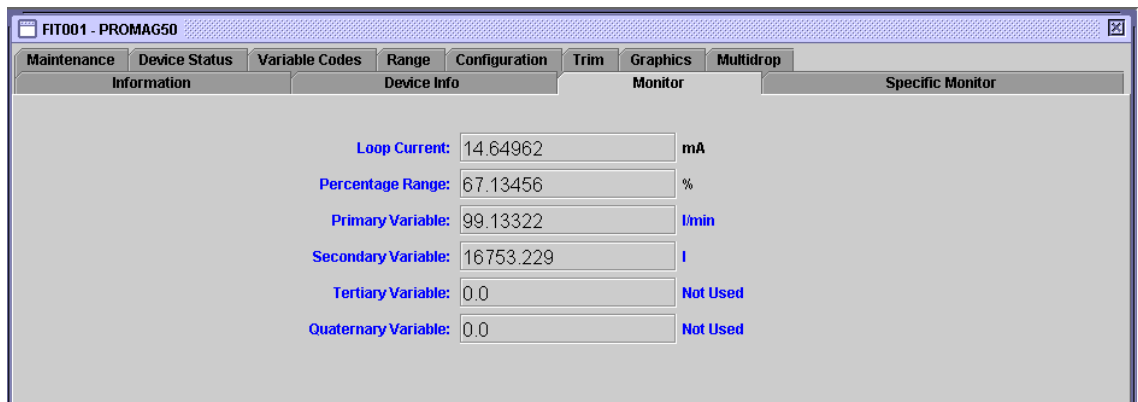 FIT001 - PROMAG50
Maintenance Device Status Variable Codes Range Configuration Trim Graphics Multidrop
Information Device Info Monitor Specific Monitor
Loop Current: 14.64962 mA
Percentage Range: 67.13456 %
Primary Variable: 99.13322 l/min
Secondary Variable: 16753.229 l
Tertiary Variable: 0.0 Not Used
Quaternary Variable: 0.0 Not Used